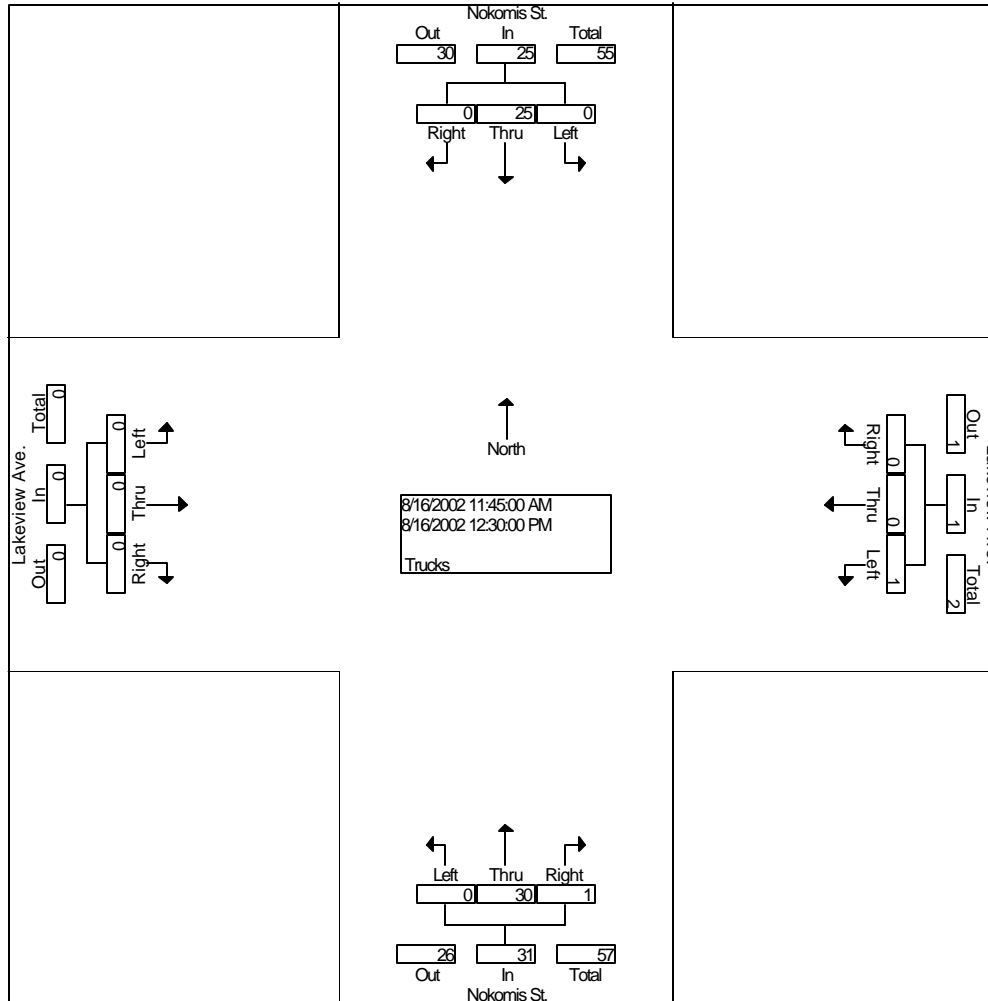 Nokomis St.
Out In Total
30 25 55
0 25 0
Right Thru Left
Lakeview Ave.
Total In Out
0 0 0
0 0 0
Left Thru Right
North
8/16/2002 11:45:00 AM
8/16/2002 12:30:00 PM
Trucks
Right Thru Left
0 0 1
1 1 2
Out In Total
Left Thru Right
0 30 1
26 31 57
Out In Total
Nokomis St.